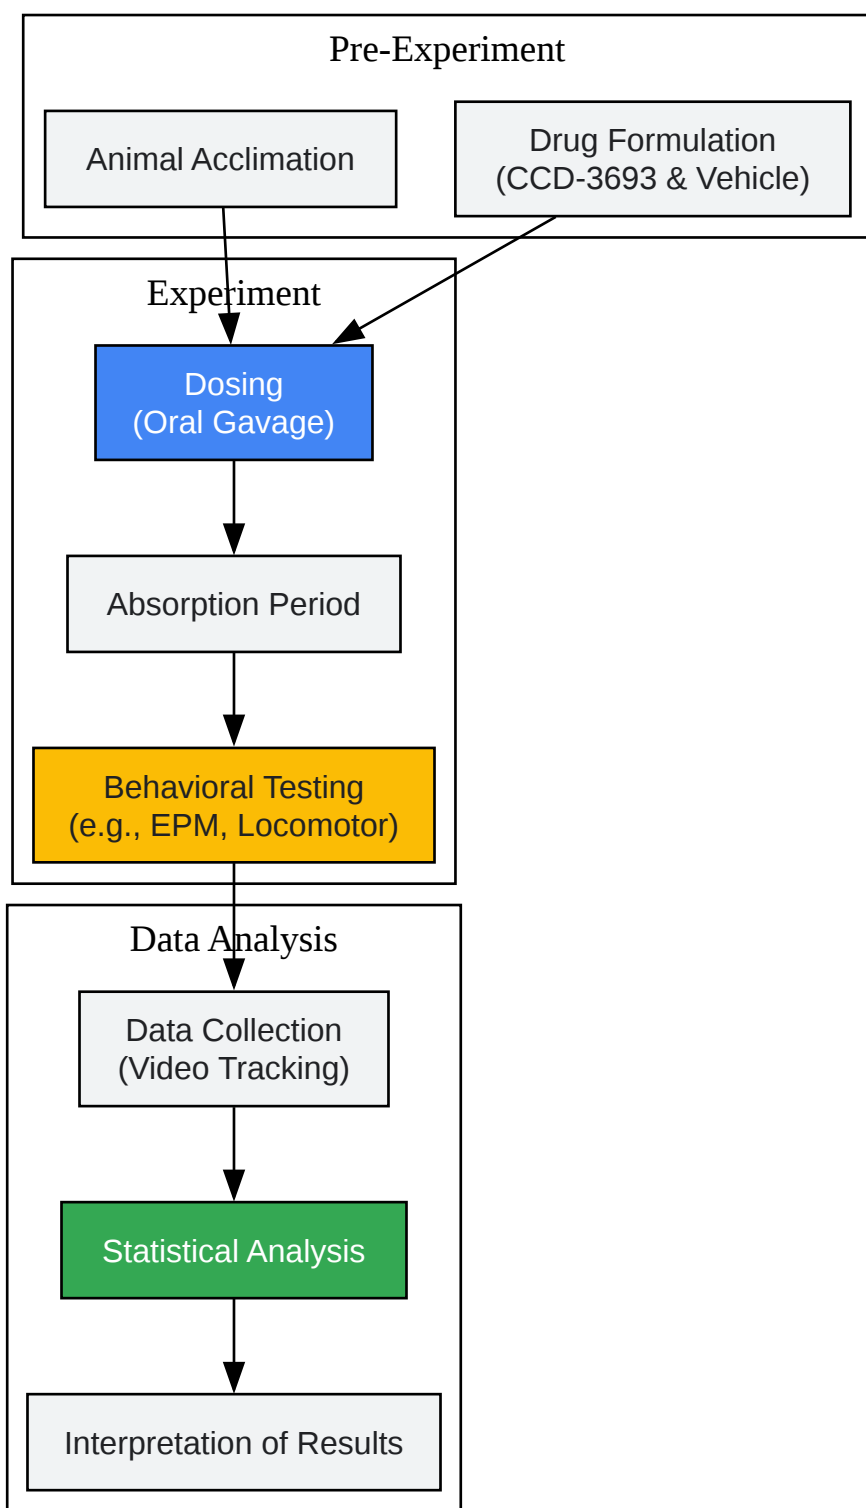 Pre-Experiment
Animal Acclimation
Drug Formulation
(CCD-3693 & Vehicle)
Experiment
Dosing
(Oral Gavage)
Absorption Period
Behavioral Testing
(e.g., EPM, Locomotor)
Data Analysis
Data Collection
(Video Tracking)
Statistical Analysis
Interpretation of Results